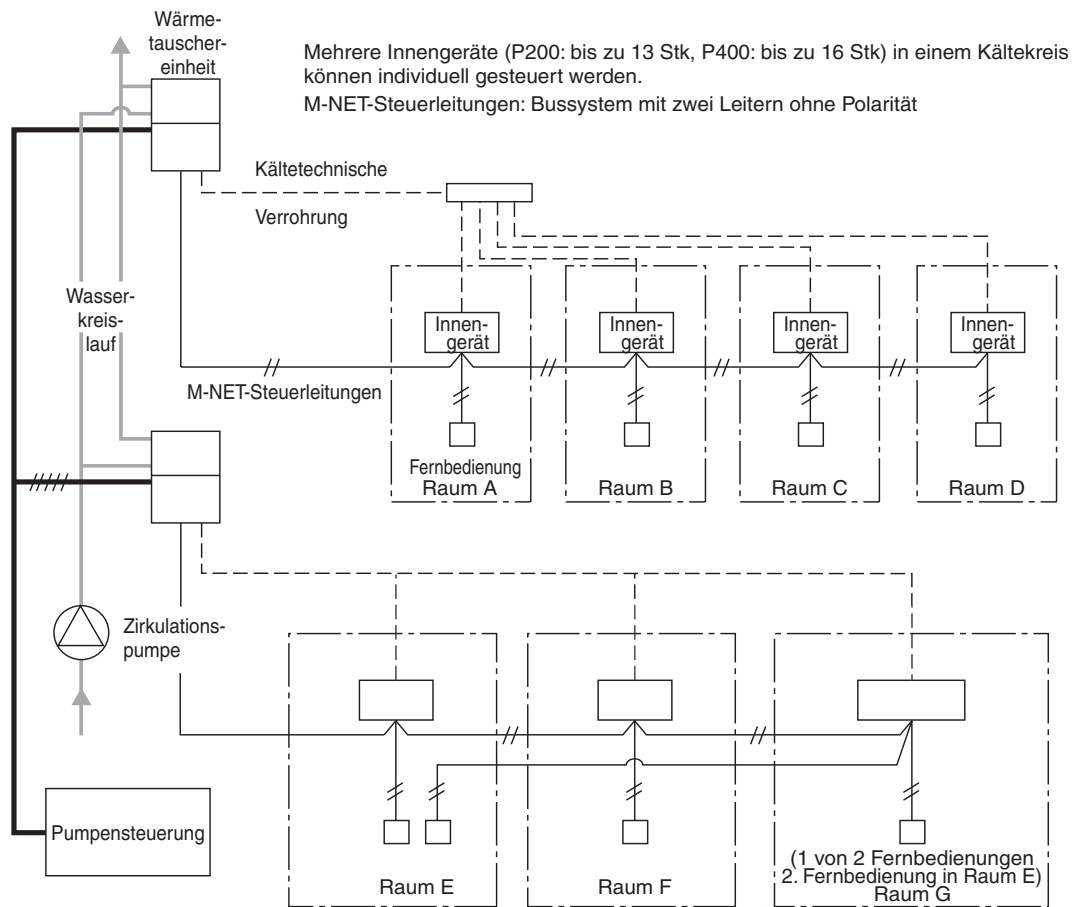 Wärme-
tauscher-
einheit
Mehrere Innengeräte (P200: bis zu 13 Stk, P400: bis zu 16 Stk) in einem Kältekreis
können individuell gesteuert werden.
M-NET-Steuerleitungen: Bussystem mit zwei Leitern ohne Polarität
Kältetechnische
Verrohrung
Wasser-
kreis-
lauf
Innen-
gerät
Innen-
gerät
Innen-
gerät
Innen-
gerät
M-NET-Steuerleitungen
Fernbedienung
Raum A
Raum B
Raum C
Raum D
Zirkulations-
pumpe
Pumpensteuerung
Raum E
Raum F
(1 von 2 Fernbedienungen
2. Fernbedienung in Raum E)
Raum G